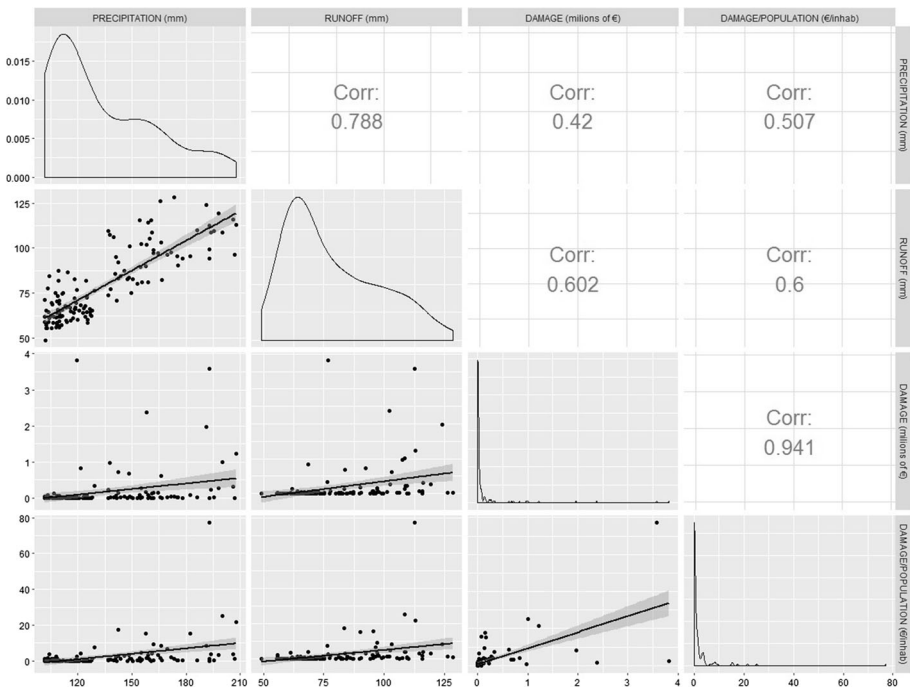 PRECIPITATION (mm) RUNOFF (mm) DAMAGE (milions of €) DAMAGE/POPULATION (€/inhab)
0.015
0.010
0.005
0.000
Corr:
0.788
Corr:
0.42
Corr:
0.507
PRECIPITATION (mm)
125
100
75
50
Corr:
0.602
Corr:
0.6
RUNOFF (mm)
4
3
2
1
0
Corr:
0.941
DAMAGE (milions of €)
80
60
40
20
0
DAMAGE/POPULATION (€/inhab)
120 150 180 210 50 75 100 125 0 1 2 3 4 0 20 40 60 80